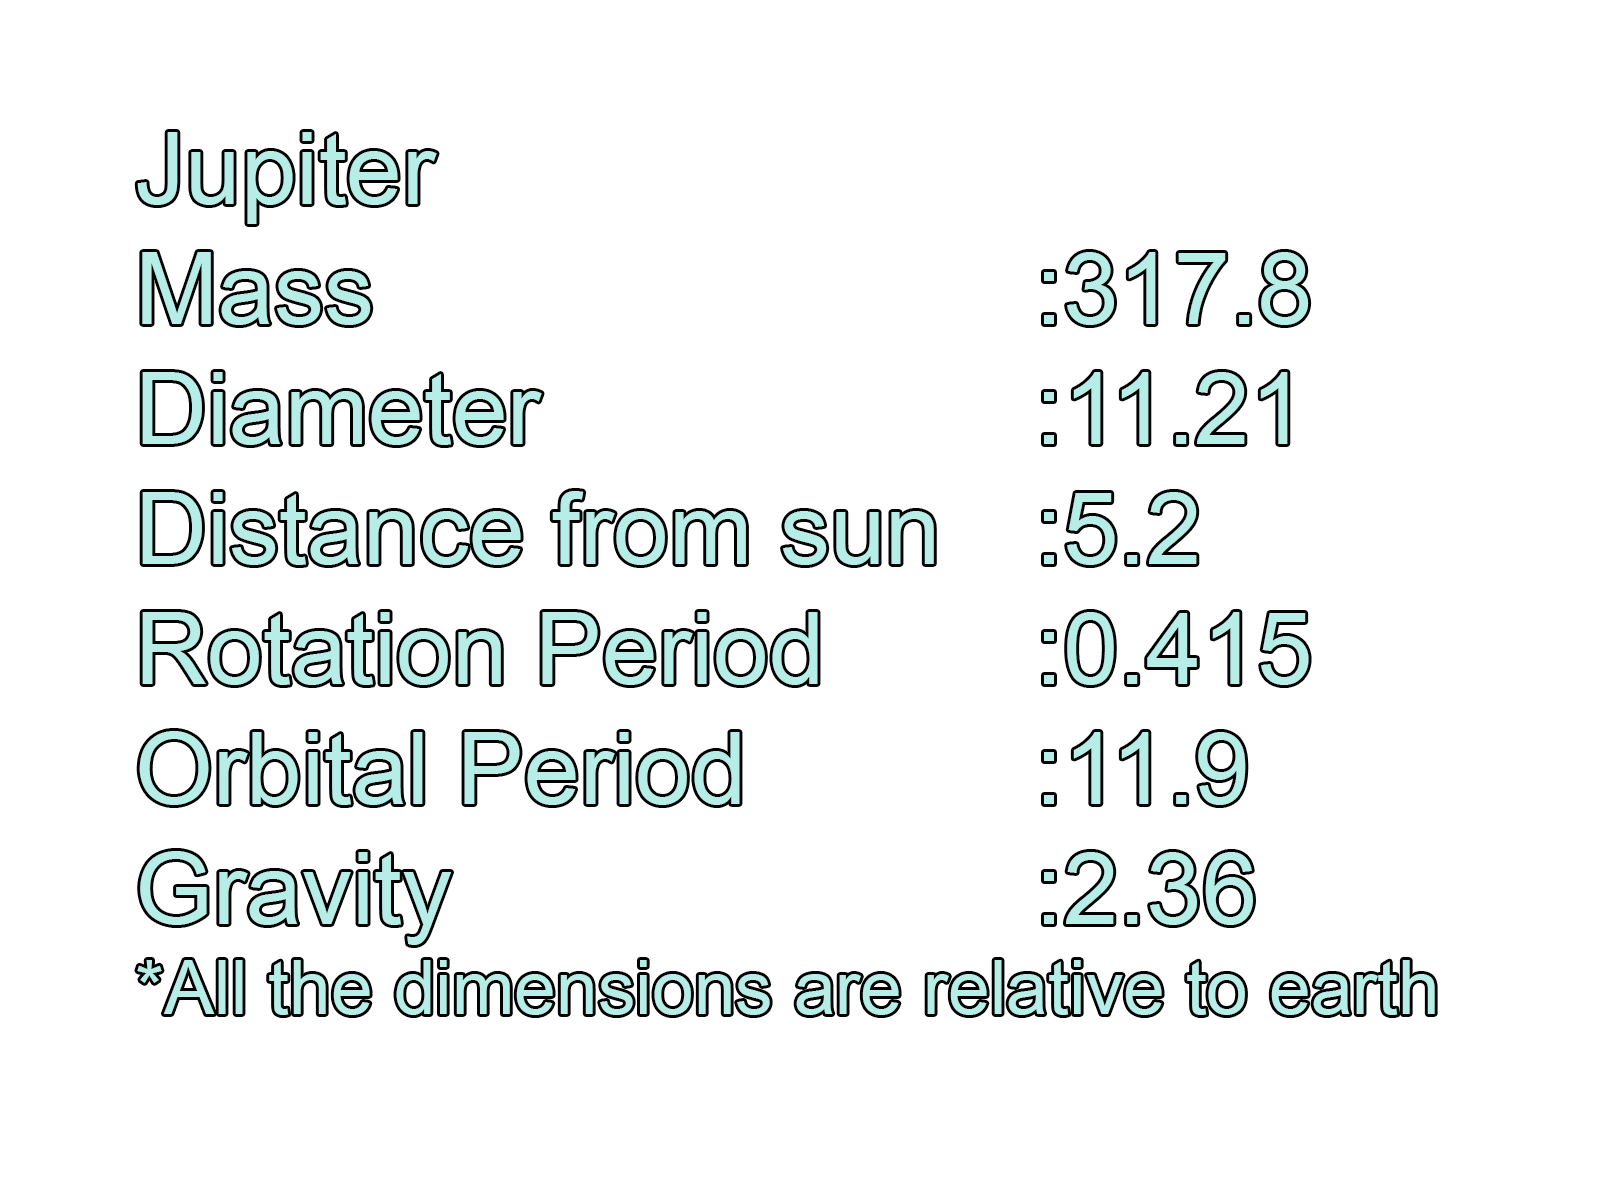 Jupiter
Mass :317.8
Diameter :11.21
Distance from sun :5.2
Rotation Period :0.415
Orbital Period :11.9
Gravity :2.36
*All the dimensions are relative to earth